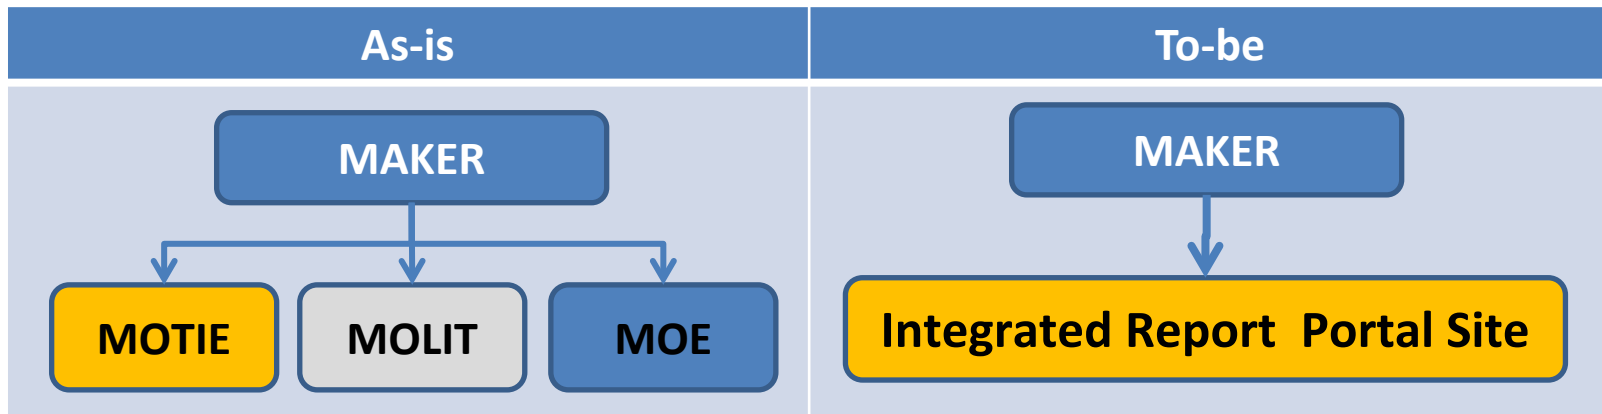 As-is
To-be
MAKER
MAKER
MOTIE
MOLIT
MOE
Integrated Report Portal Site